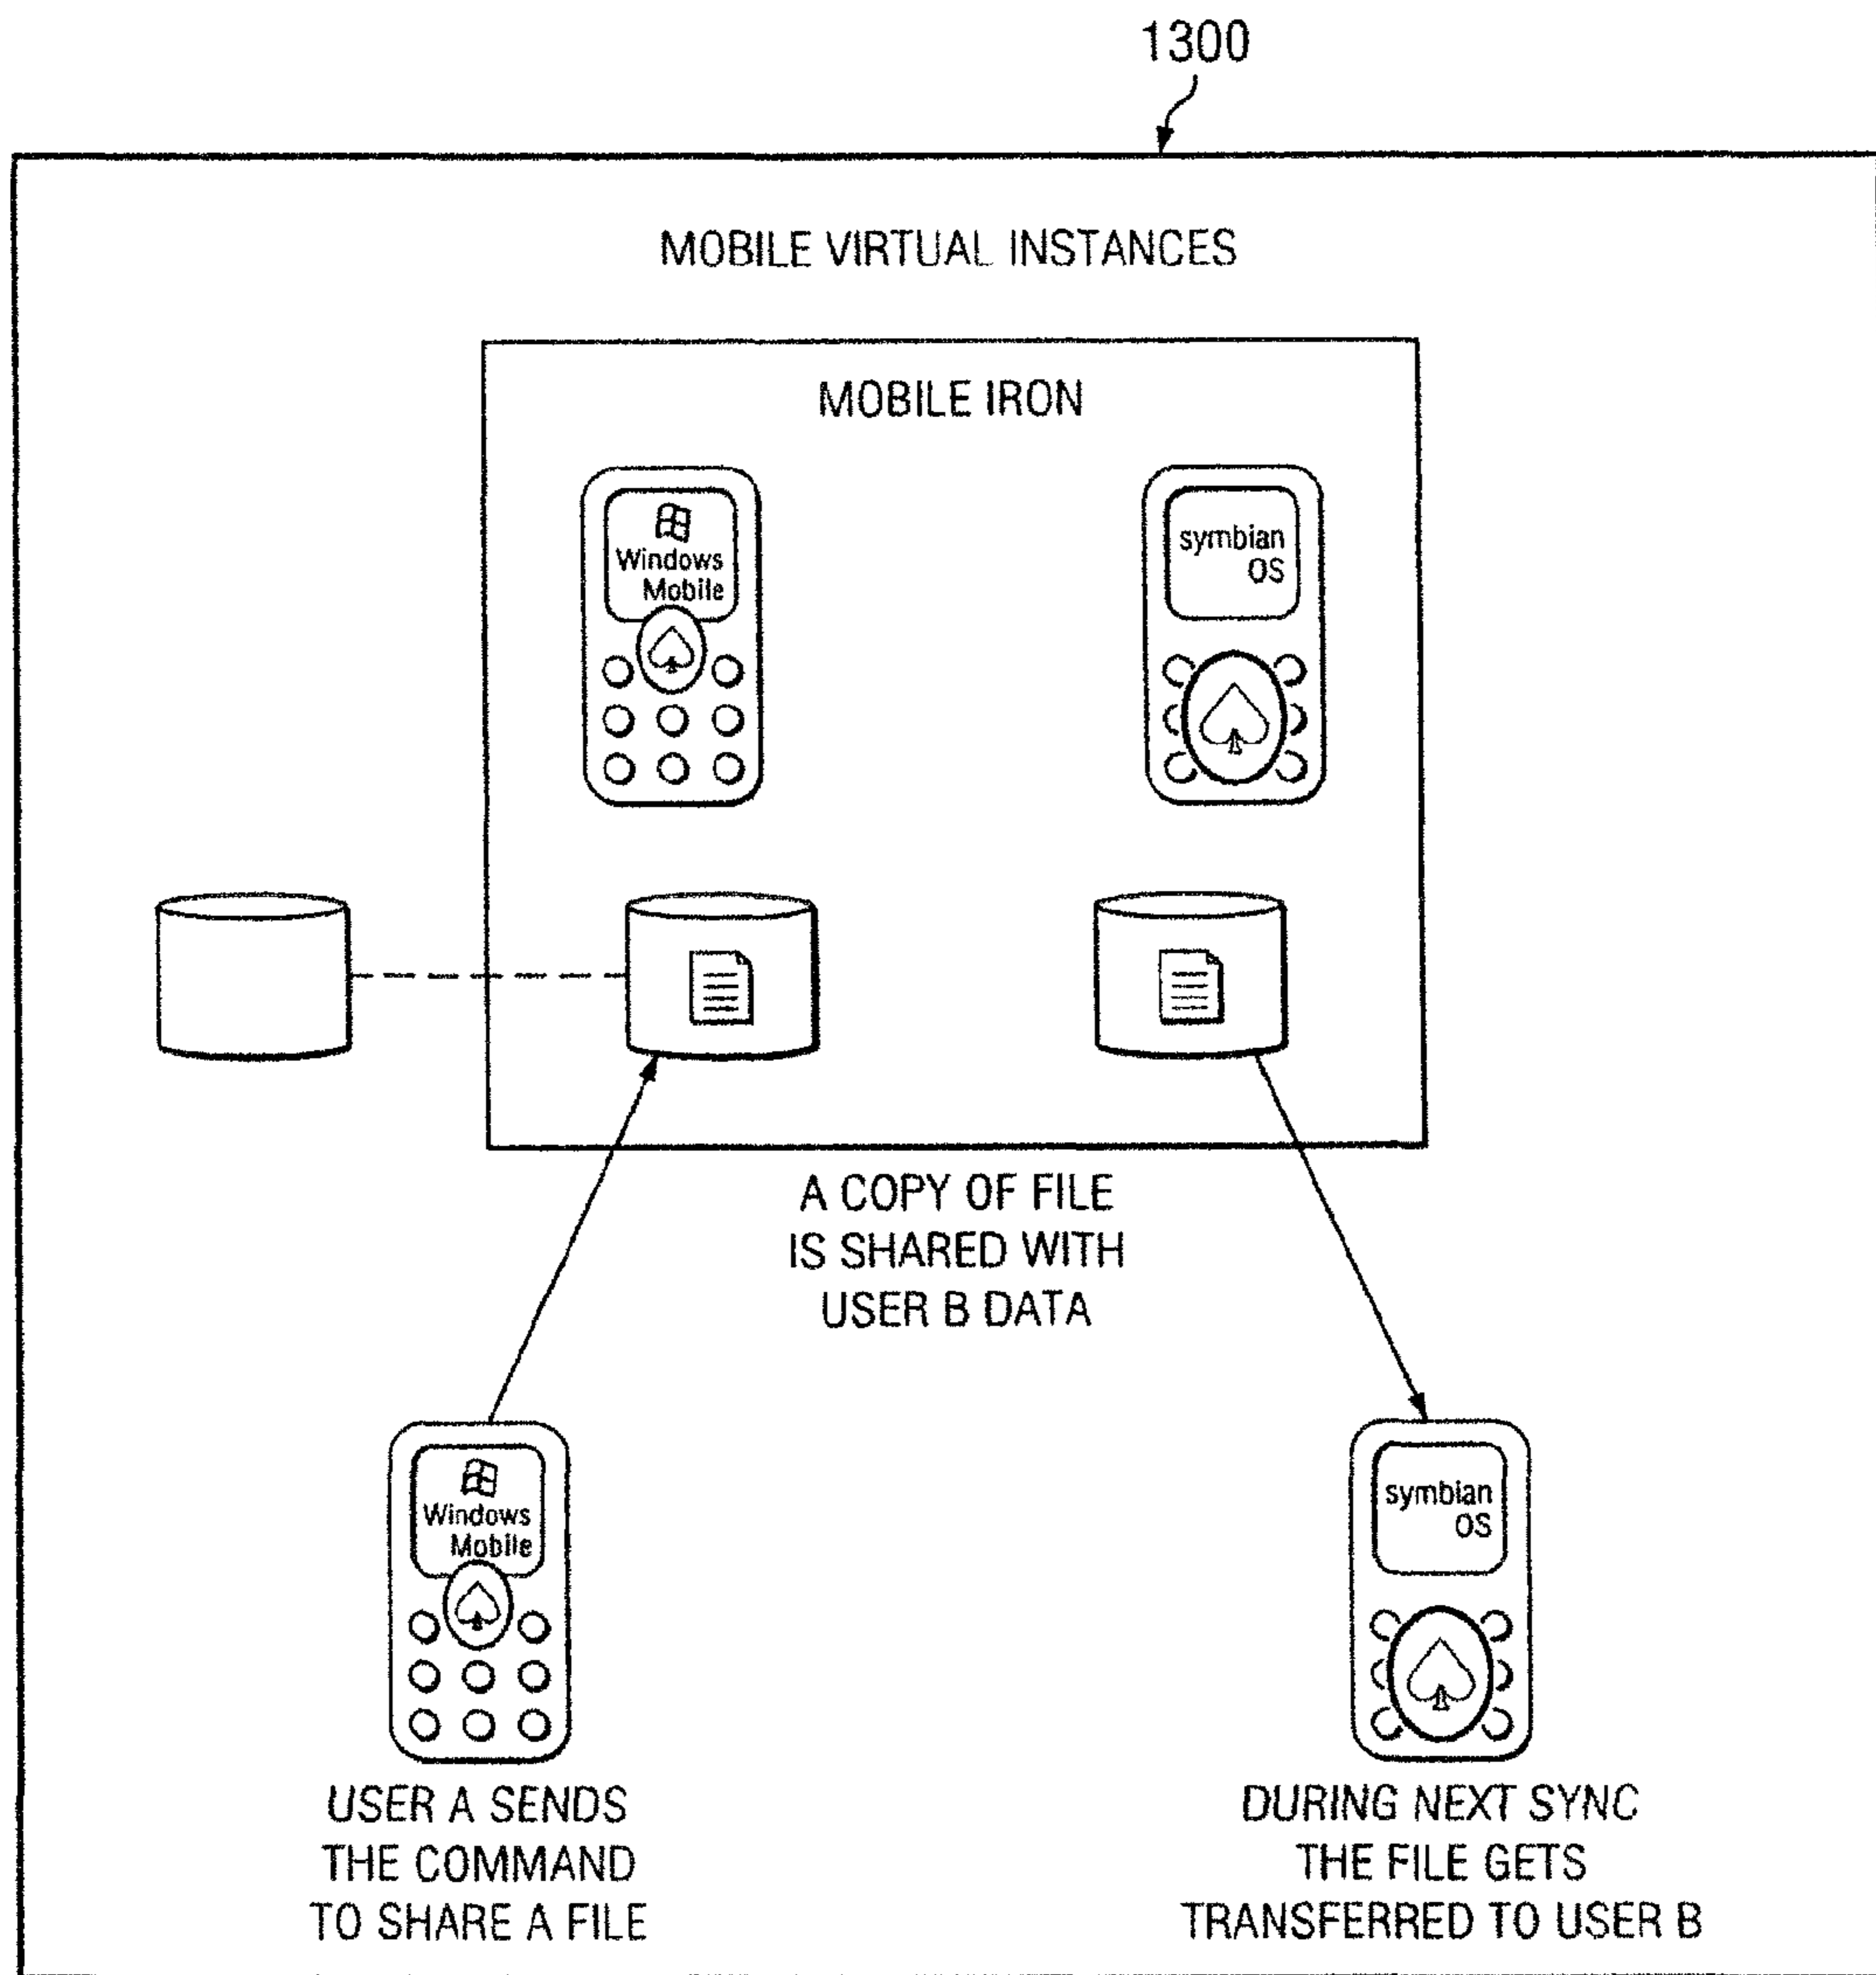 1300
MOBILE VIRTUAL INSTANCES
MOBILE IRON
Windows
Mobile
symbian
OS
A COPY OF FILE
IS SHARED WITH
USER B DATA
Windows
Mobile
symbian
OS
USER A SENDS
THE COMMAND
TO SHARE A FILE
DURING NEXT SYNC
THE FILE GETS
TRANSFERRED TO USER B